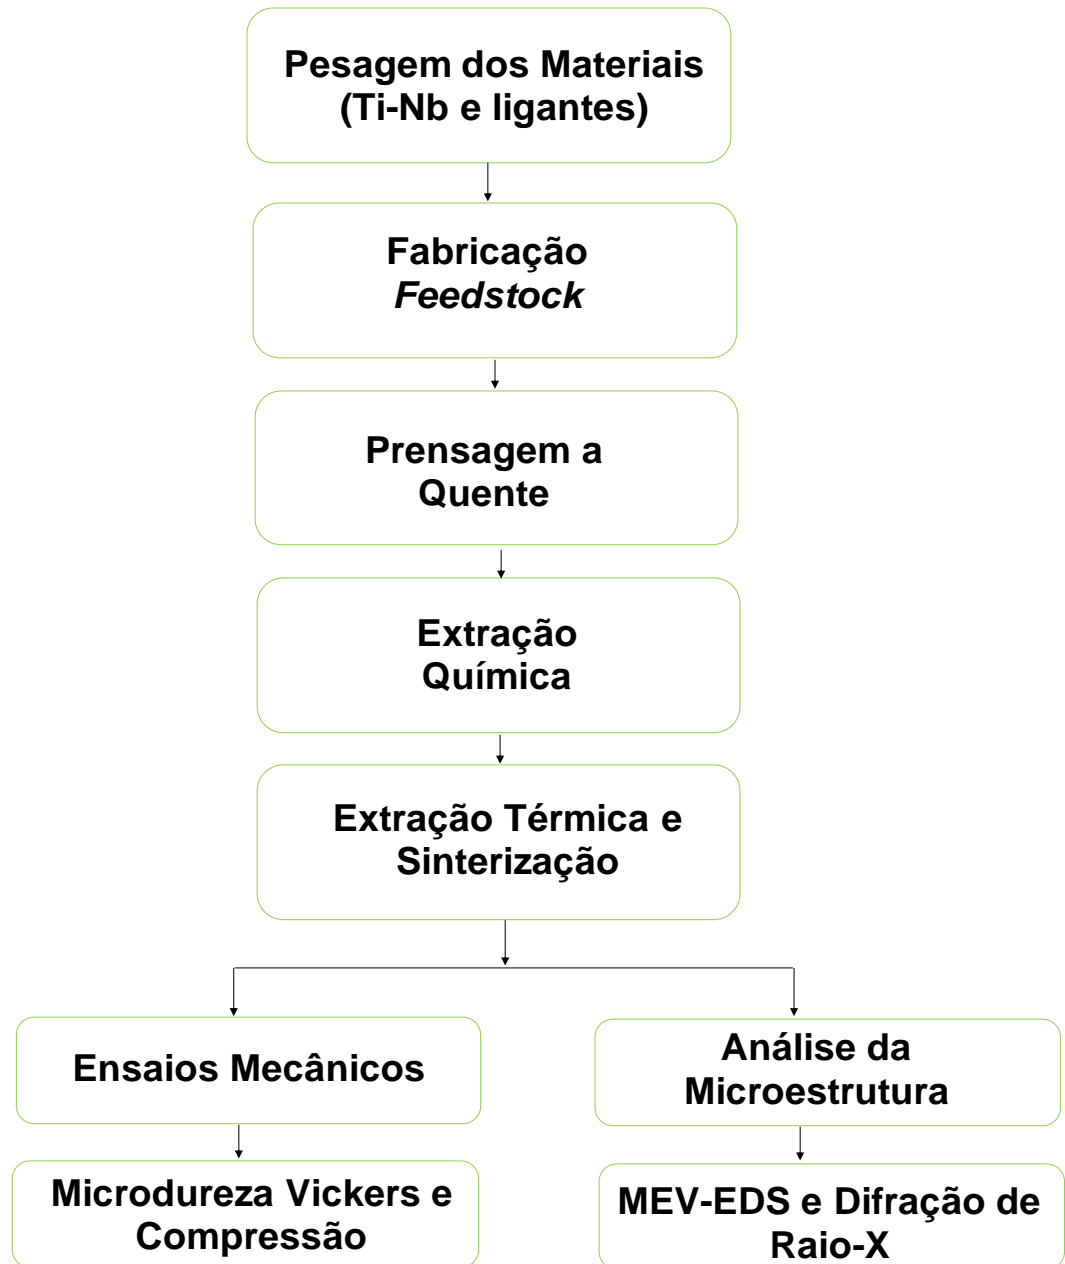 Pesagem dos Materiais
(Ti-Nb e ligantes)
Fabricação
Feedstock
Prensagem a
Quente
Extração
Química
Extração Térmica e
Sinterização
Ensaios Mecânicos
Análise da
Microestrutura
Microdureza Vickers e
Compressão
MEV-EDS e Difração de
Raio-X